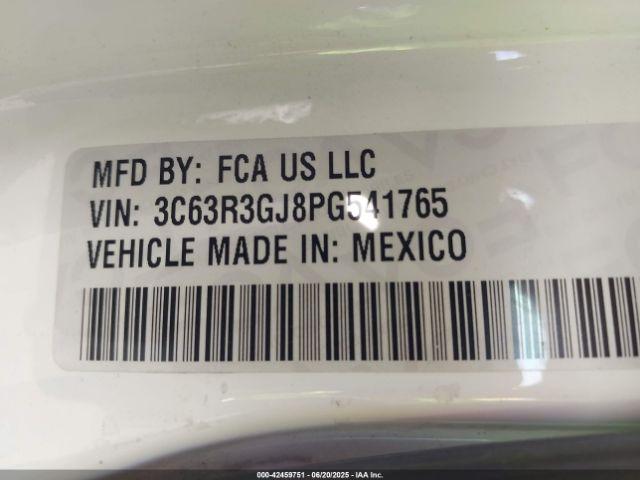 MFD BY: FCA US LLC
VIN: 3C63R3GJ8PG541765
VEHICLE MADE IN: MEXICO
000-42459751 - 06/20/2025 - IAA Inc.